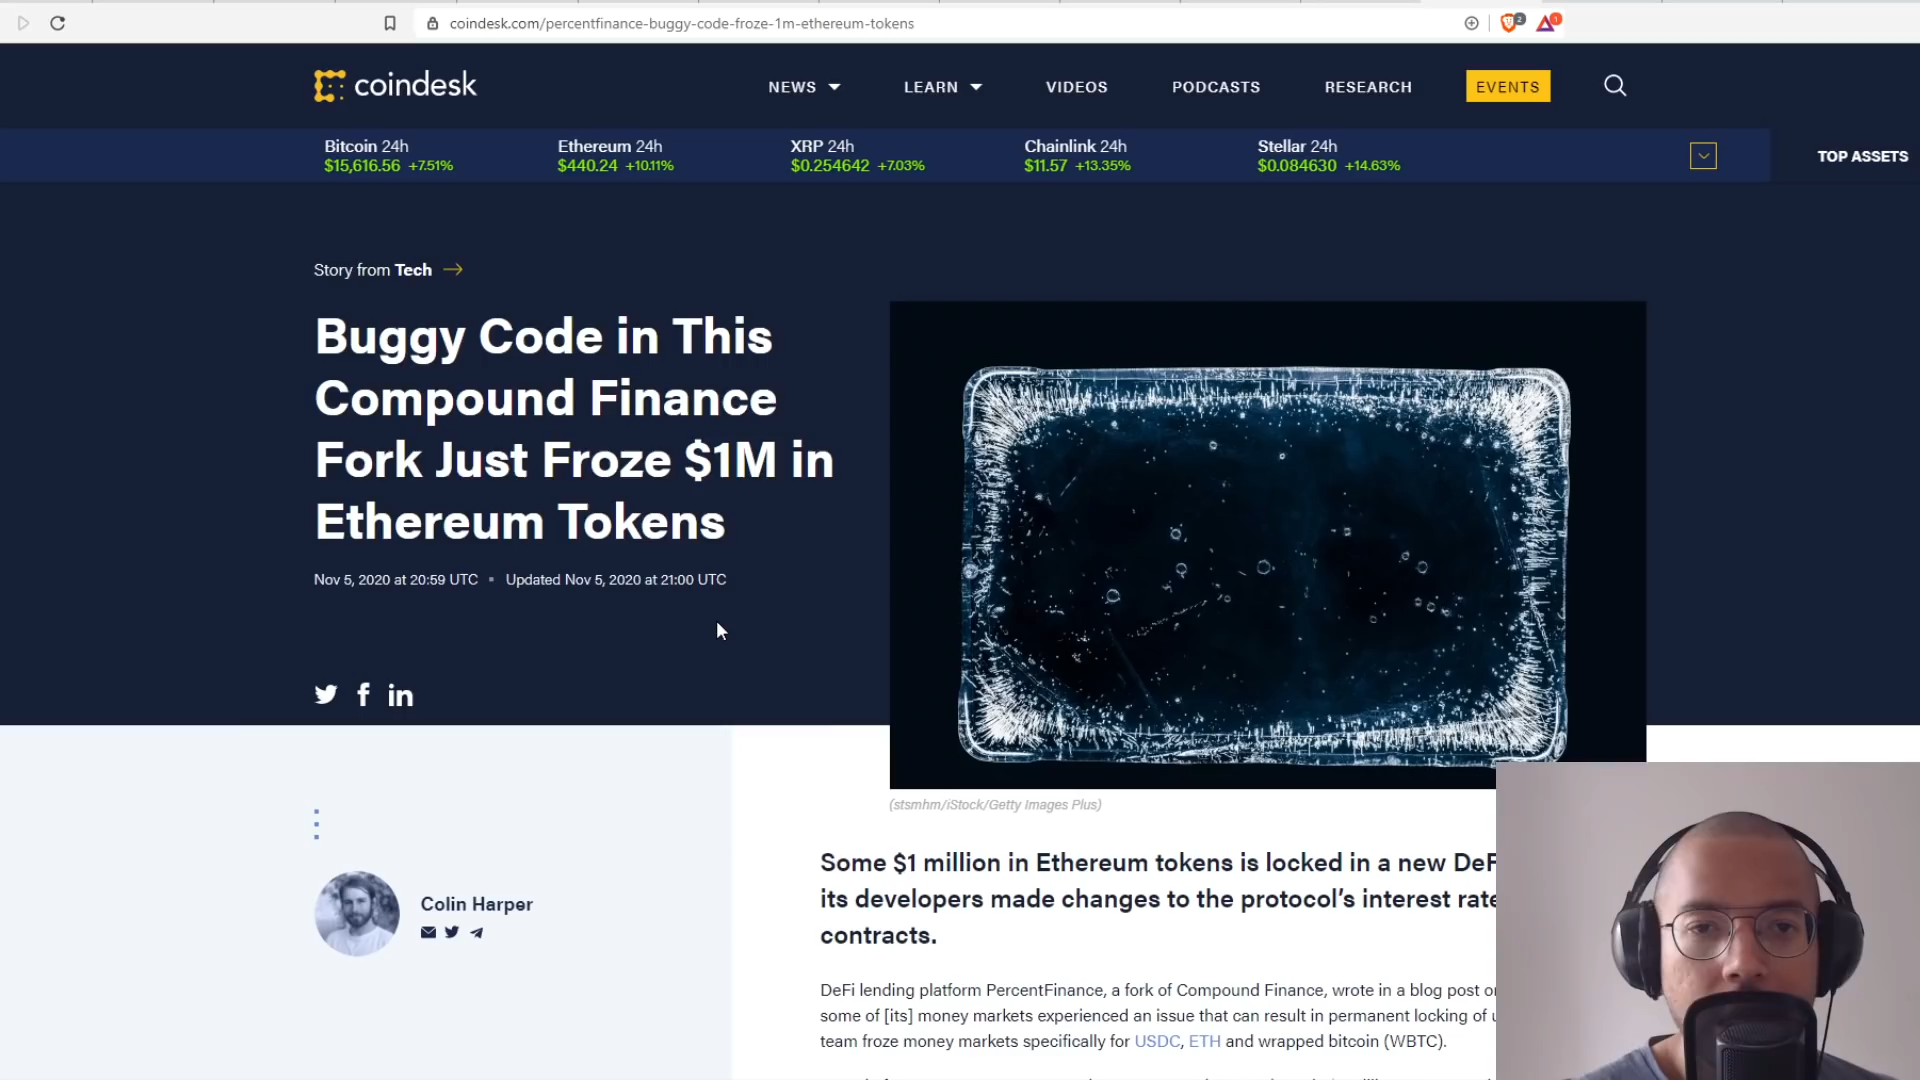 coindesk.com/percentfinance-buggy-code-froze-1m-ethereum-tokens
2
1
coindesk
NEWS
LEARN
VIDEOS
PODCASTS
RESEARCH
EVENTS
Bitcoin 24h
$15,616.56 +7.51%
Ethereum 24h
$440.24 +10.11%
XRP 24h
$0.254642 +7.03%
Chainlink 24h
$11.57 +13.35%
Stellar 24h
$0.084630 +14.63%
TOP ASSETS
Story from Tech
Buggy Code in This
Compound Finance
Fork Just Froze $1M in
Ethereum Tokens
Nov 5, 2020 at 20:59 UTC ▪ Updated Nov 5, 2020 at 21:00 UTC
(stsmhm/iStock/Getty Images Plus)
Colin Harper
Some $1 million in Ethereum tokens is locked in a new DeF
its developers made changes to the protocol's interest rate
contracts.
DeFi lending platform PercentFinance, a fork of Compound Finance, wrote in a blog post o
some of [its] money markets experienced an issue that can result in permanent locking of u
team froze money markets specifically for USDC, ETH and wrapped bitcoin (WBTC).